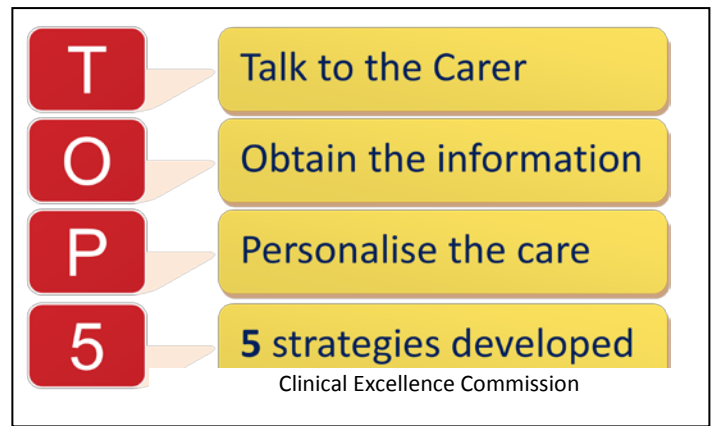 T Talk to the Carer
O Obtain the information
P Personalise the care
5 5 strategies developed
Clinical Excellence Commission